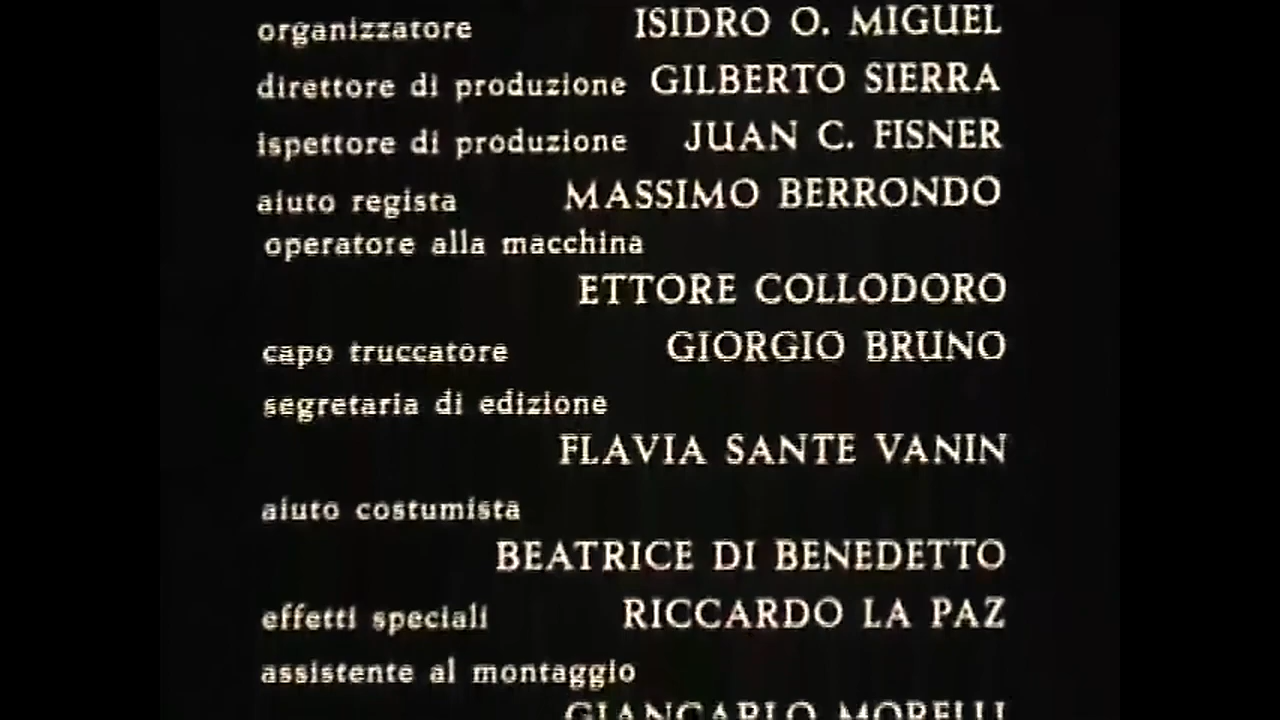 organizzatore ISIDRO O. MIGUEL
direttore di produzione GILBERTO SIERRA
ispettore di produzione JUAN C. FISNER
aiuto regista MASSIMO BERRONDO
operatore alla macchina
ETTORE COLLODORO
capo truccatore GIORGIO BRUNO
segretaria di edizione
FLAVIA SANTE VANIN
aiuto costumista
BEATRICE DI BENEDETTO
effetti speciali RICCARDO LA PAZ
assistente al montaggio
GIANCARLO MORELLI